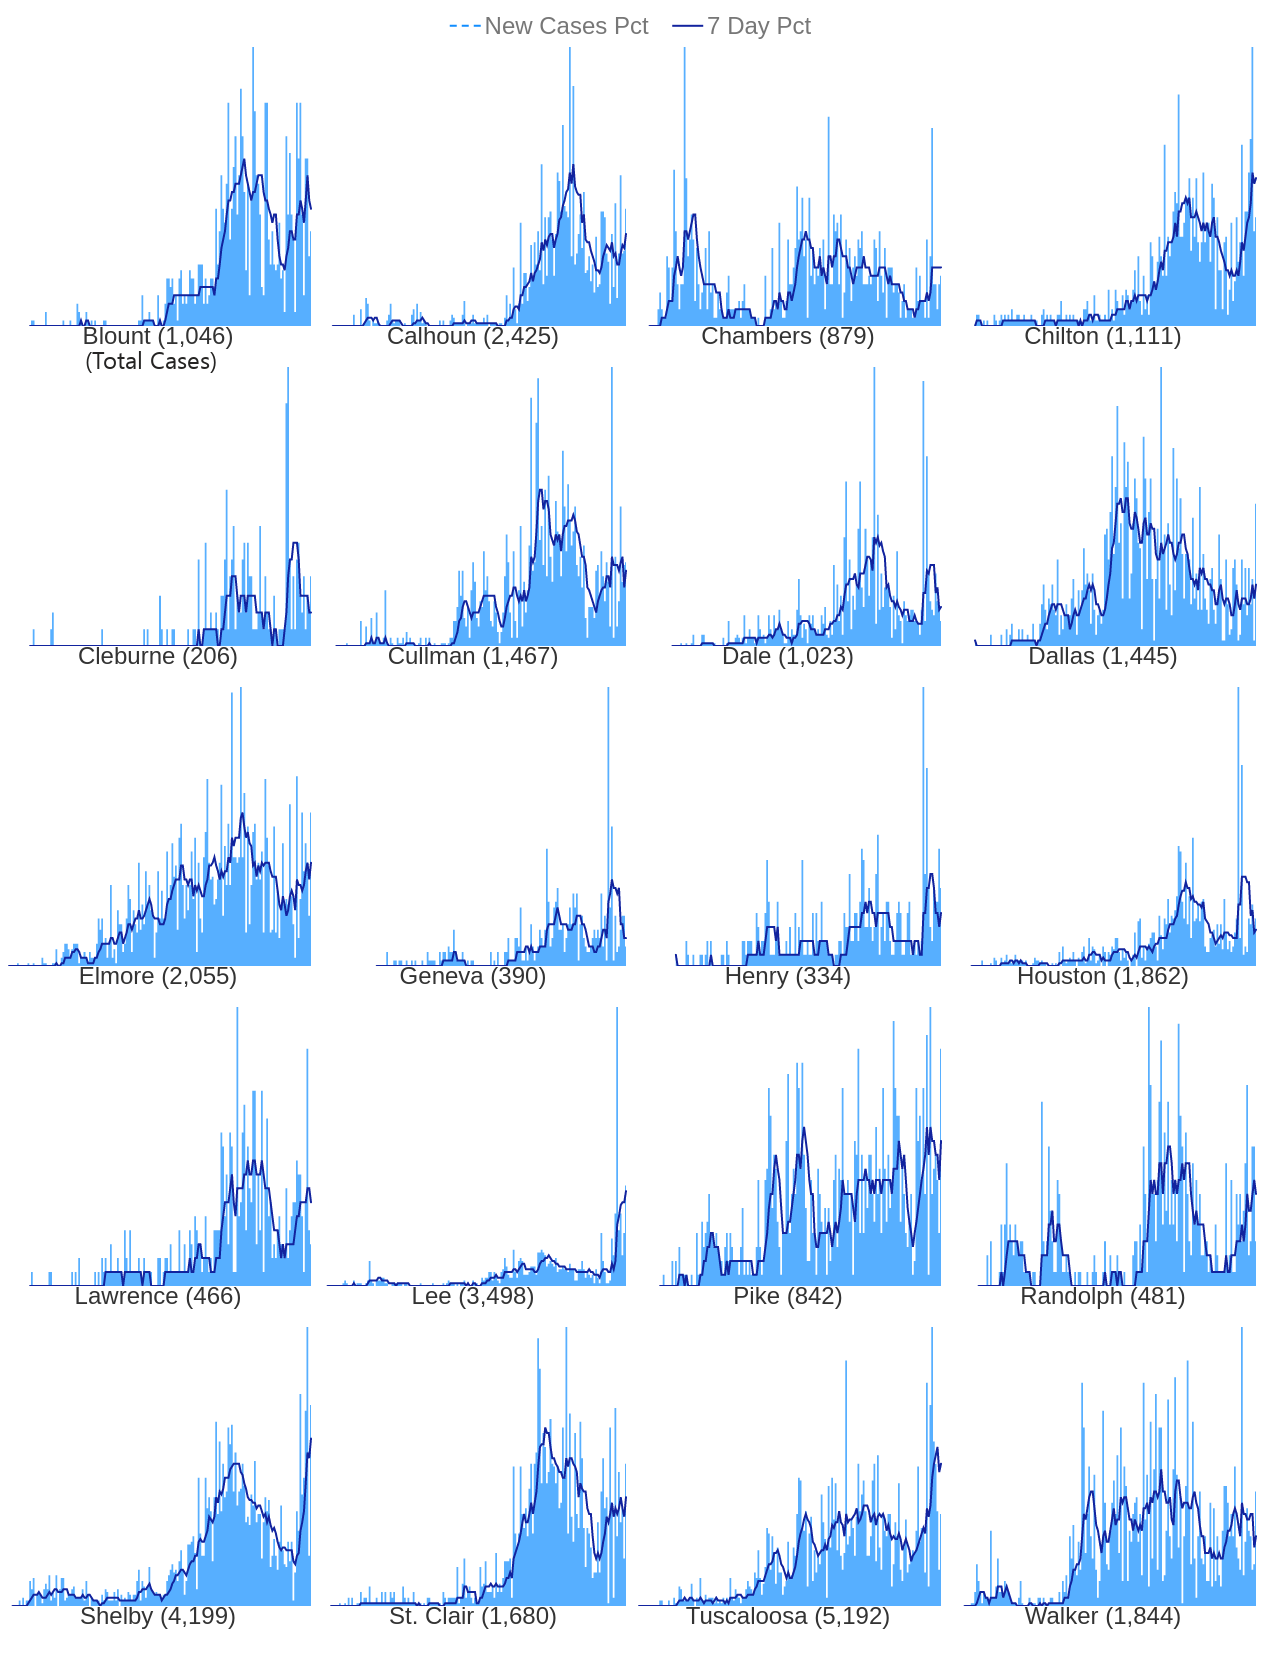 New Cases Pct 7 Day Pct
Blount (1,046) Calhoun (2,425) Chambers (879) Chilton (1,111)
(Total Cases)
Cleburne (206) Cullman (1,467) Dale (1,023) Dallas (1,445)
Elmore (2,055) Geneva (390) Henry (334) Houston (1,862)
Lawrence (466) Lee (3,498) Pike (842) Randolph (481)
Shelby (4,199) St. Clair (1,680) Tuscaloosa (5,192) Walker (1,844)